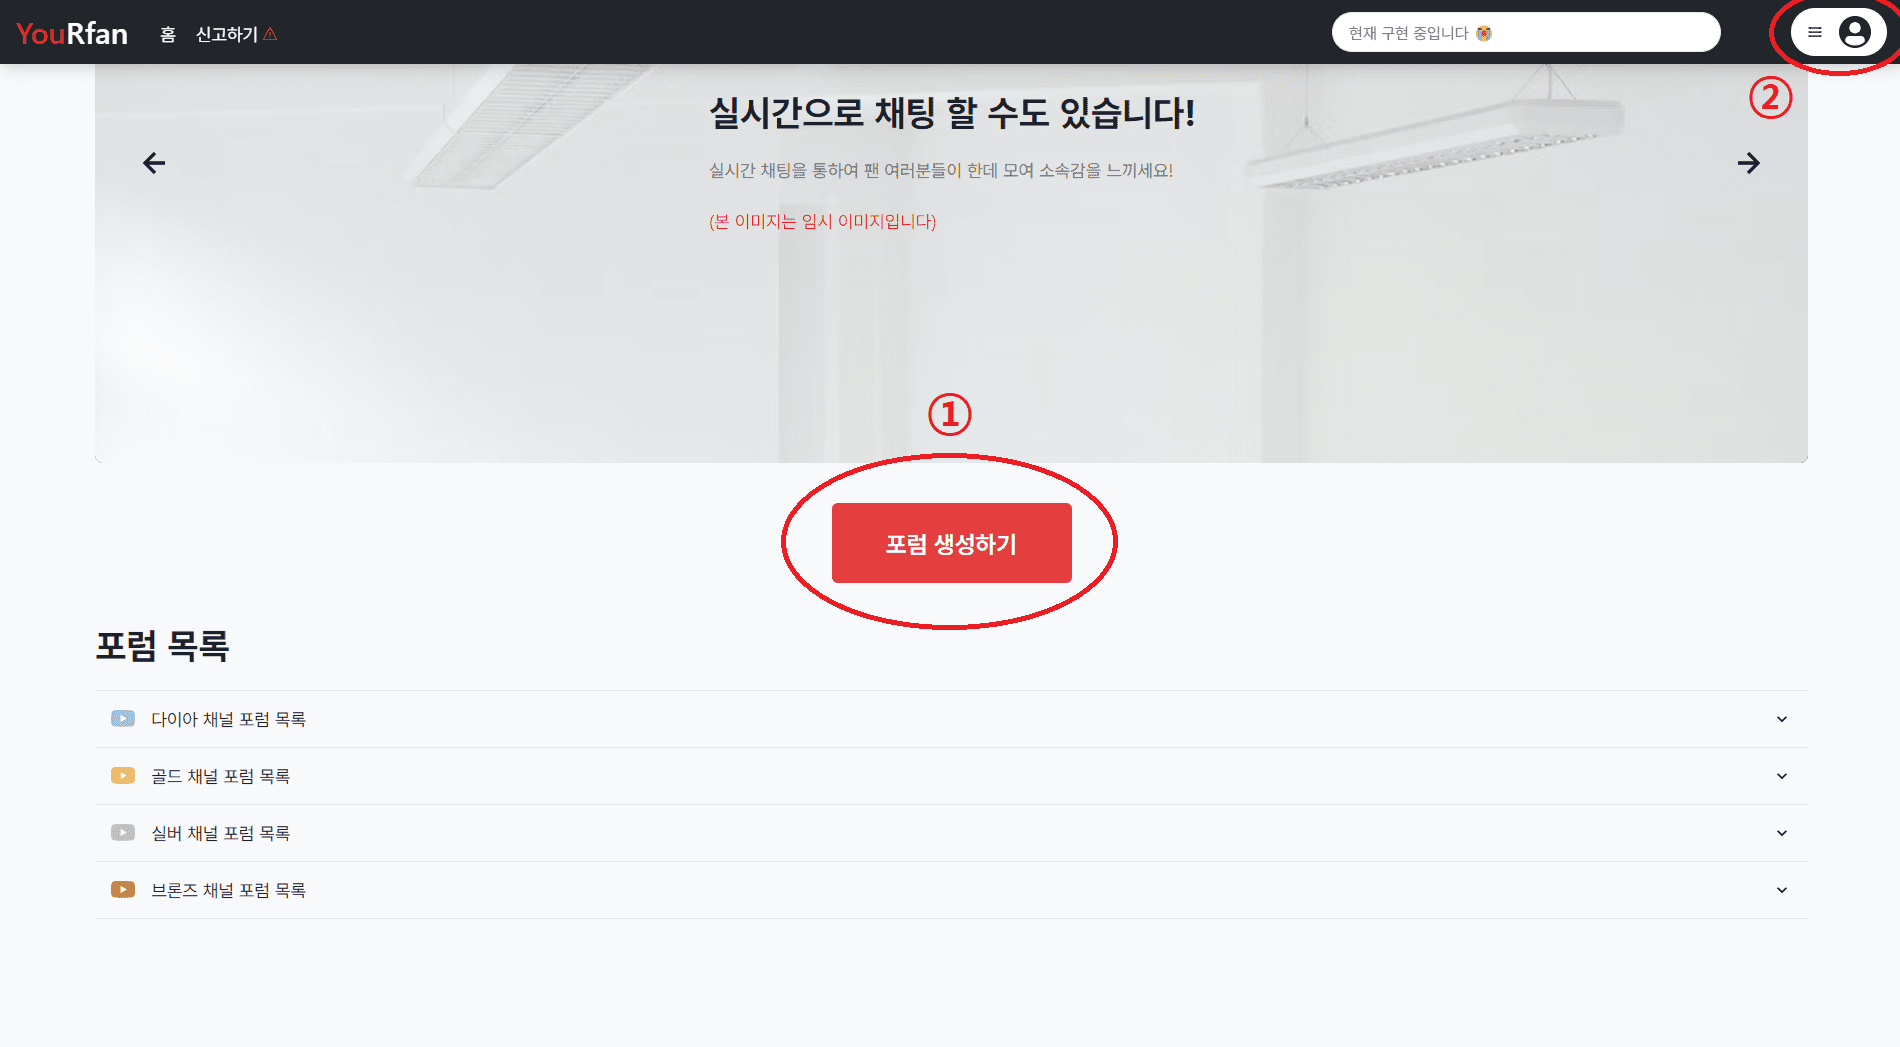 YouRfan
홈
신고하기
현재 구현 중입니다
실시간으로 채팅 할 수도 있습니다!
②
실시간 채팅을 통하여 팬 여러분들이 한데 모여 소속감을 느끼세요!
(본 이미지는 임시 이미지입니다)
①
포럼 생성하기
포럼 목록
다이아 채널 포럼 목록
골드 채널 포럼 목록
실버 채널 포럼 목록
브론즈 채널 포럼 목록